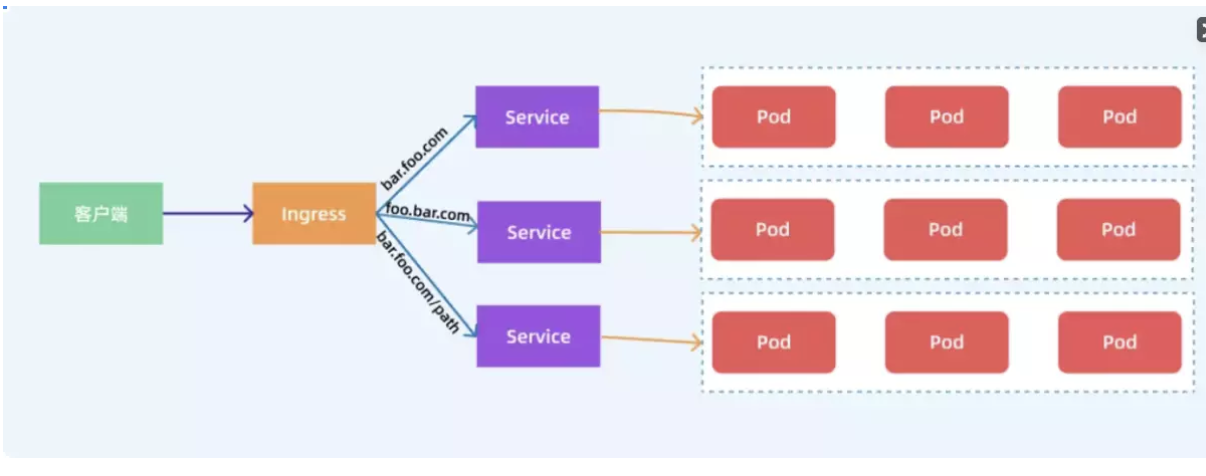 客户端
Ingress
bar.foo.com
foo.bar.com
bar.foo.com/path
Service
Pod
Pod
Pod
Service
Pod
Pod
Pod
Service
Pod
Pod
Pod